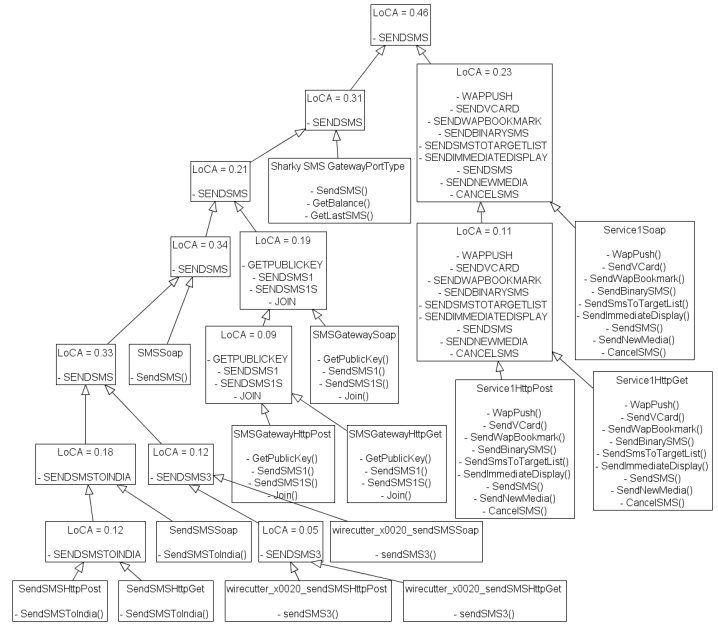 LoCA = 0.46
- SENDSMS
LoCA = 0.23
- WAPPUSH
- SENDVCARD
- SENDWAPBOOKMARK
- SENDBINARYSMS
- SENDSMSTOTARGETLIST
- SENDIMMEDIATEDISPLAY
- SENDSMS
- SENDNEWMEDIA
- CANCELSMS
LoCA = 0.31
- SENDSMS
Sharky SMS GatewayPortType
- SendSMS()
- GetBalance()
- GetLastSMS()
LoCA = 0.21
- SENDSMS
LoCA = 0.34
- SENDSMS
LoCA = 0.19
- GETPUBLICKEY
- SENDSMS1
- SENDSMS1S
- JOIN
LoCA = 0.11
- WAPPUSH
- SENDVCARD
- SENDWAPBOOKMARK
- SENDBINARYSMS
- SENDSMSTOTARGETLIST
- SENDIMMEDIATEDISPLAY
- SENDSMS
- SENDNEWMEDIA
- CANCELSMS
Service1Soap
- WapPush()
- SendVCard()
- SendWapBookmark()
- SendBinarySMS()
- SendSmsToTargetList()
- SendImmediateDisplay()
- SendSMS()
- SendNewMedia()
- CancelSMS()
LoCA = 0.33
- SENDSMS
SMSSoap
- SendSMS()
LoCA = 0.09
- GETPUBLICKEY
- SENDSMS1
- SENDSMS1S
- JOIN
SMSGatewaySoap
- GetPublicKey()
- SendSMS1()
- SendSMS1S()
- Join()
Service1HttpPost
- WapPush()
- SendVCard()
- SendWapBookmark()
- SendBinarySMS()
- SendSmsToTargetList()
- SendImmediateDisplay()
- SendSMS()
- SendNewMedia()
- CancelSMS()
Service1HttpGet
- WapPush()
- SendVCard()
- SendWapBookmark()
- SendBinarySMS()
- SendSmsToTargetList()
- SendImmediateDisplay()
- SendSMS()
- SendNewMedia()
- CancelSMS()
SMSGatewayHttpPost
- GetPublicKey()
- SendSMS1()
- SendSMS1S()
- Join()
SMSGatewayHttpGet
- GetPublicKey()
- SendSMS1()
- SendSMS1S()
- Join()
LoCA = 0.18
- SENDSMSTOINDIA
LoCA = 0.12
- SENDSMS3
LoCA = 0.12
- SENDSMSTOINDIA
SendSMSSoap
- SendSMSToIndia()
LoCA = 0.05
- SENDSMS3
wirecutter_x0020_sendSMSSoap
- sendSMS3()
SendSMSHttpPost
- SendSMSToIndia()
SendSMSHttpGet
- SendSMSToIndia()
wirecutter_x0020_sendSMSHttpPost
- sendSMS3()
wirecutter_x0020_sendSMSHttpGet
- sendSMS3()